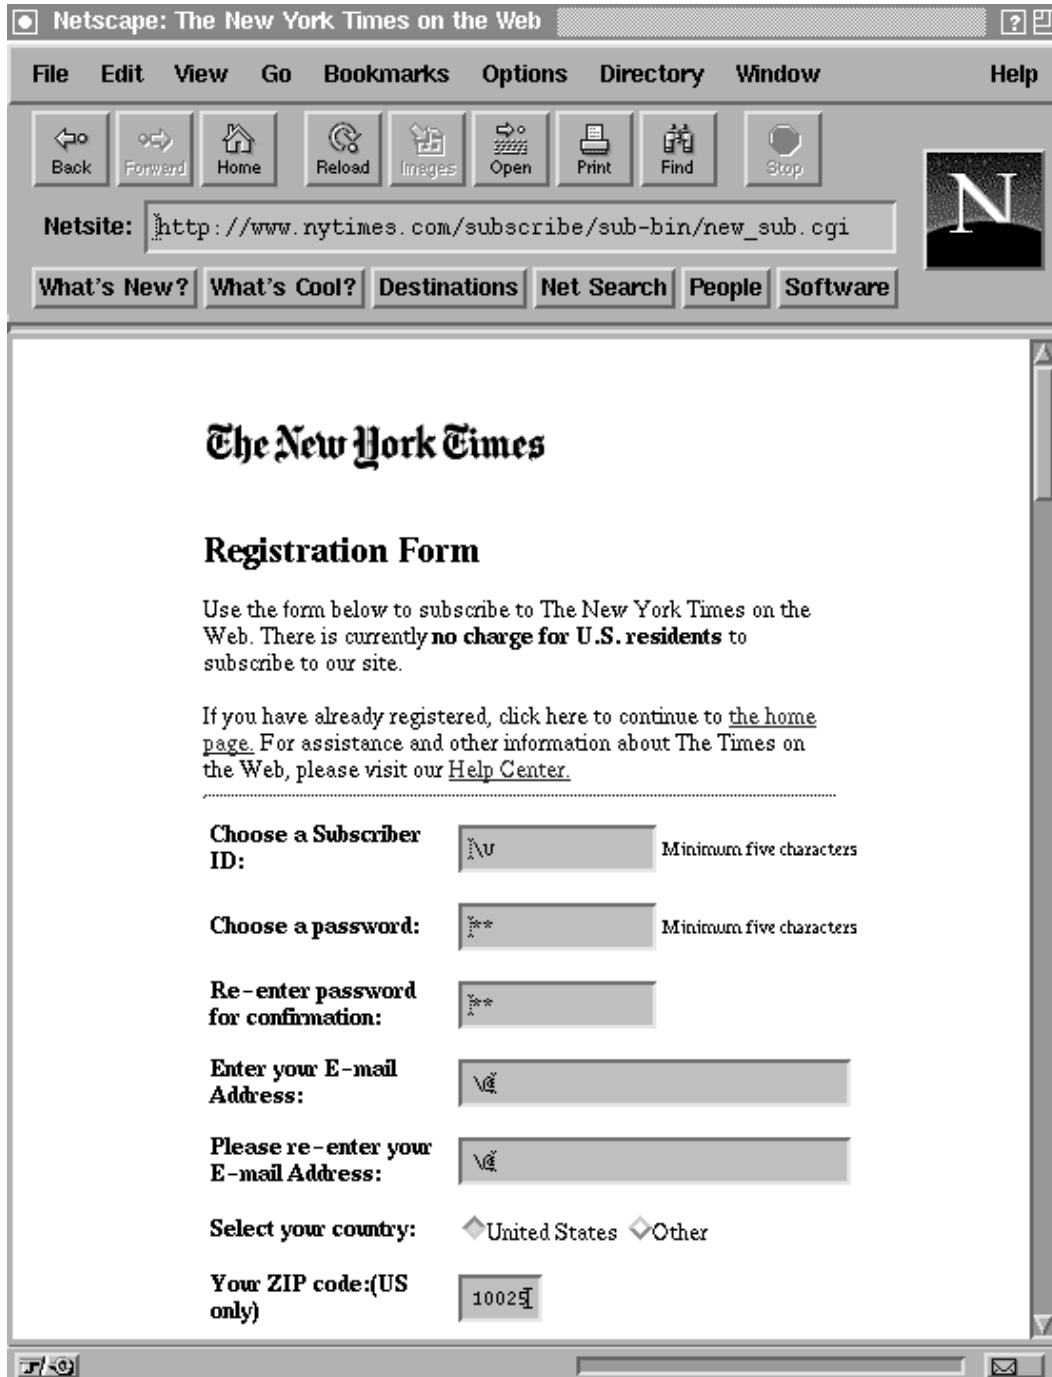 Netscape: The New York Times on the Web
?
File Edit View Go Bookmarks Options Directory Window Help
Back Forward Home Reload Images Open Print Find Stop
N
Netsite: http://www.nytimes.com/subscribe/sub-bin/new_sub.cgi
What's New? What's Cool? Destinations Net Search People Software
The New York Times
Registration Form
Use the form below to subscribe to The New York Times on the
Web. There is currently no charge for U.S. residents to
subscribe to our site.
If you have already registered, click here to continue to the home
page. For assistance and other information about The Times on
the Web, please visit our Help Center.
Choose a Subscriber
ID:
\u Minimum five characters
Choose a password: ** Minimum five characters
Re-enter password
for confirmation:
**
Enter your E-mail
Address:
\@
Please re-enter your
E-mail Address:
\@
Select your country: United States Other
Your ZIP code:(US
only)
10025